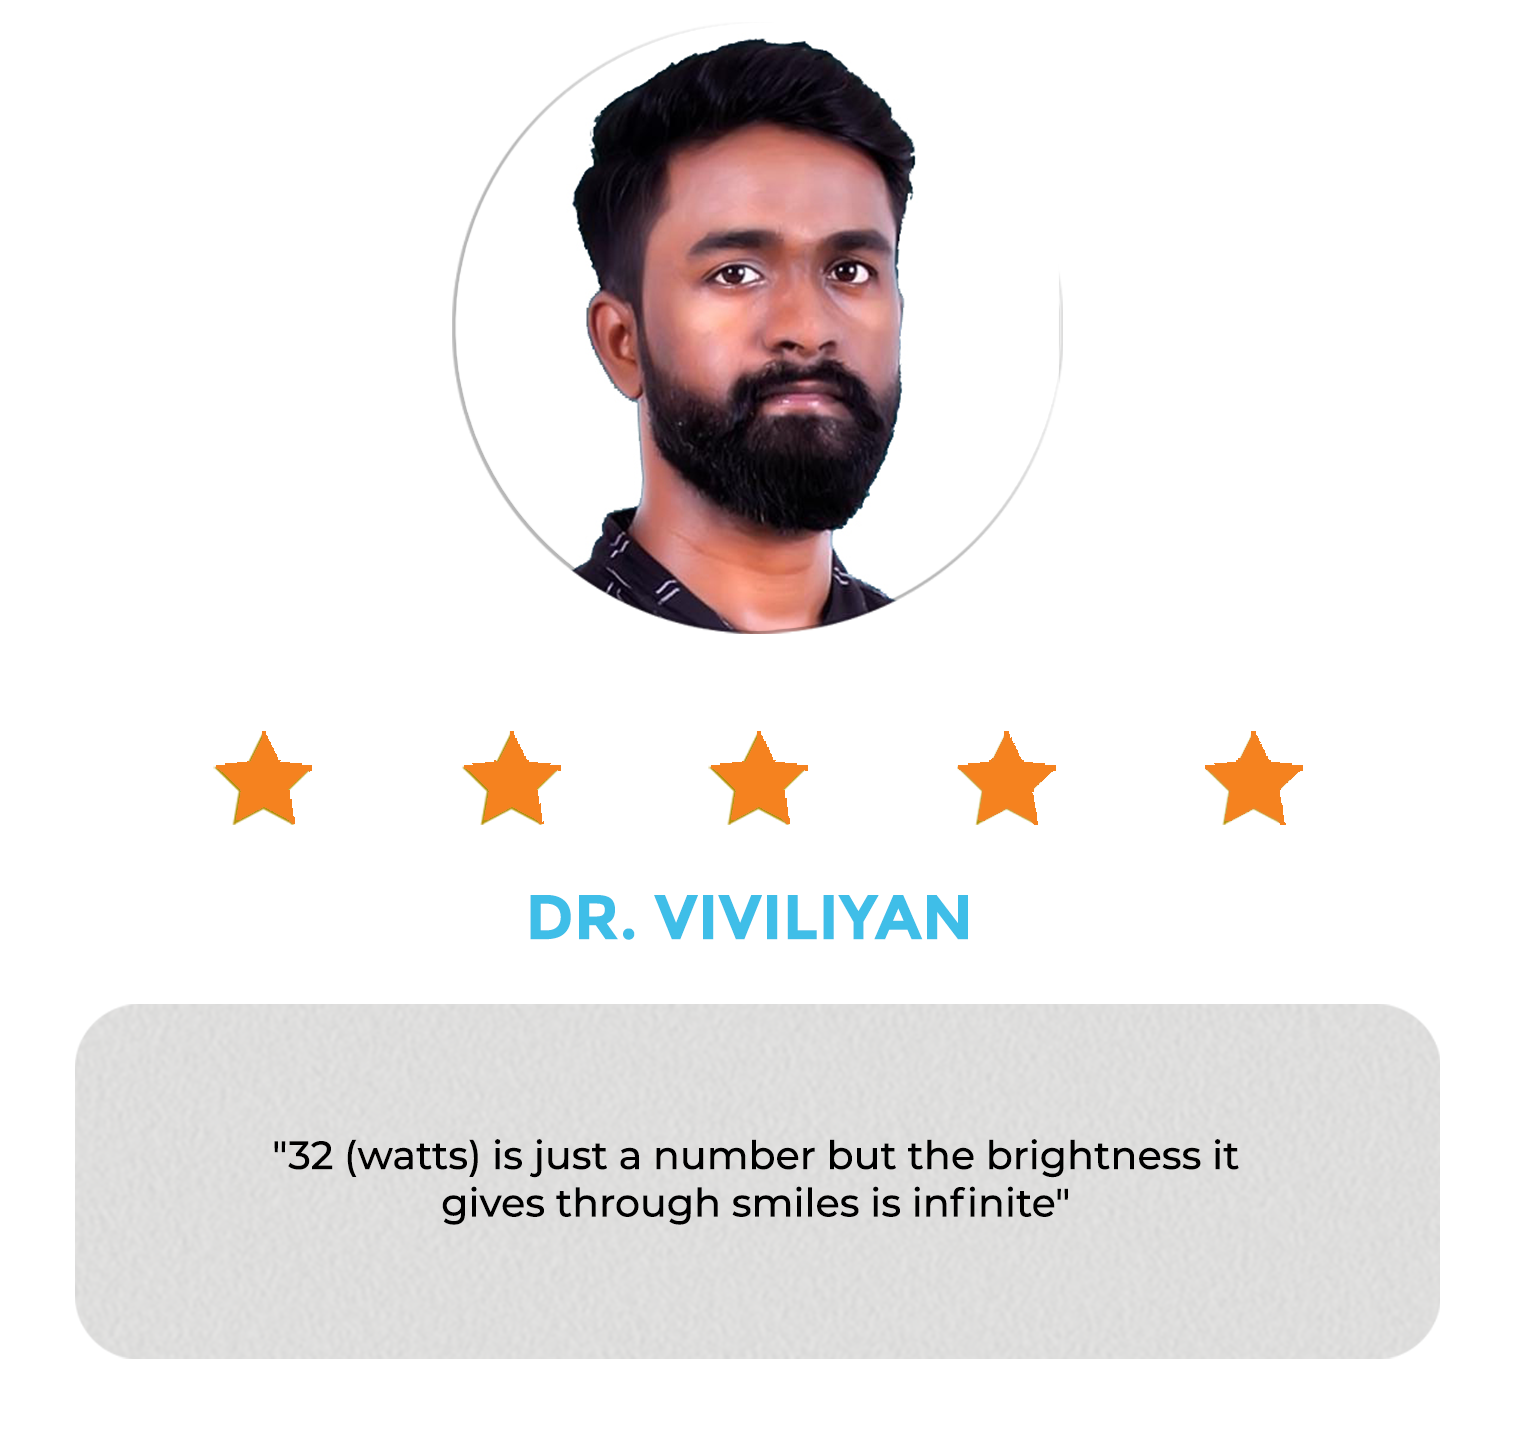 DR. VIVILIYAN
"32 (watts) is just a number but the brightness it
gives through smiles is infinite"